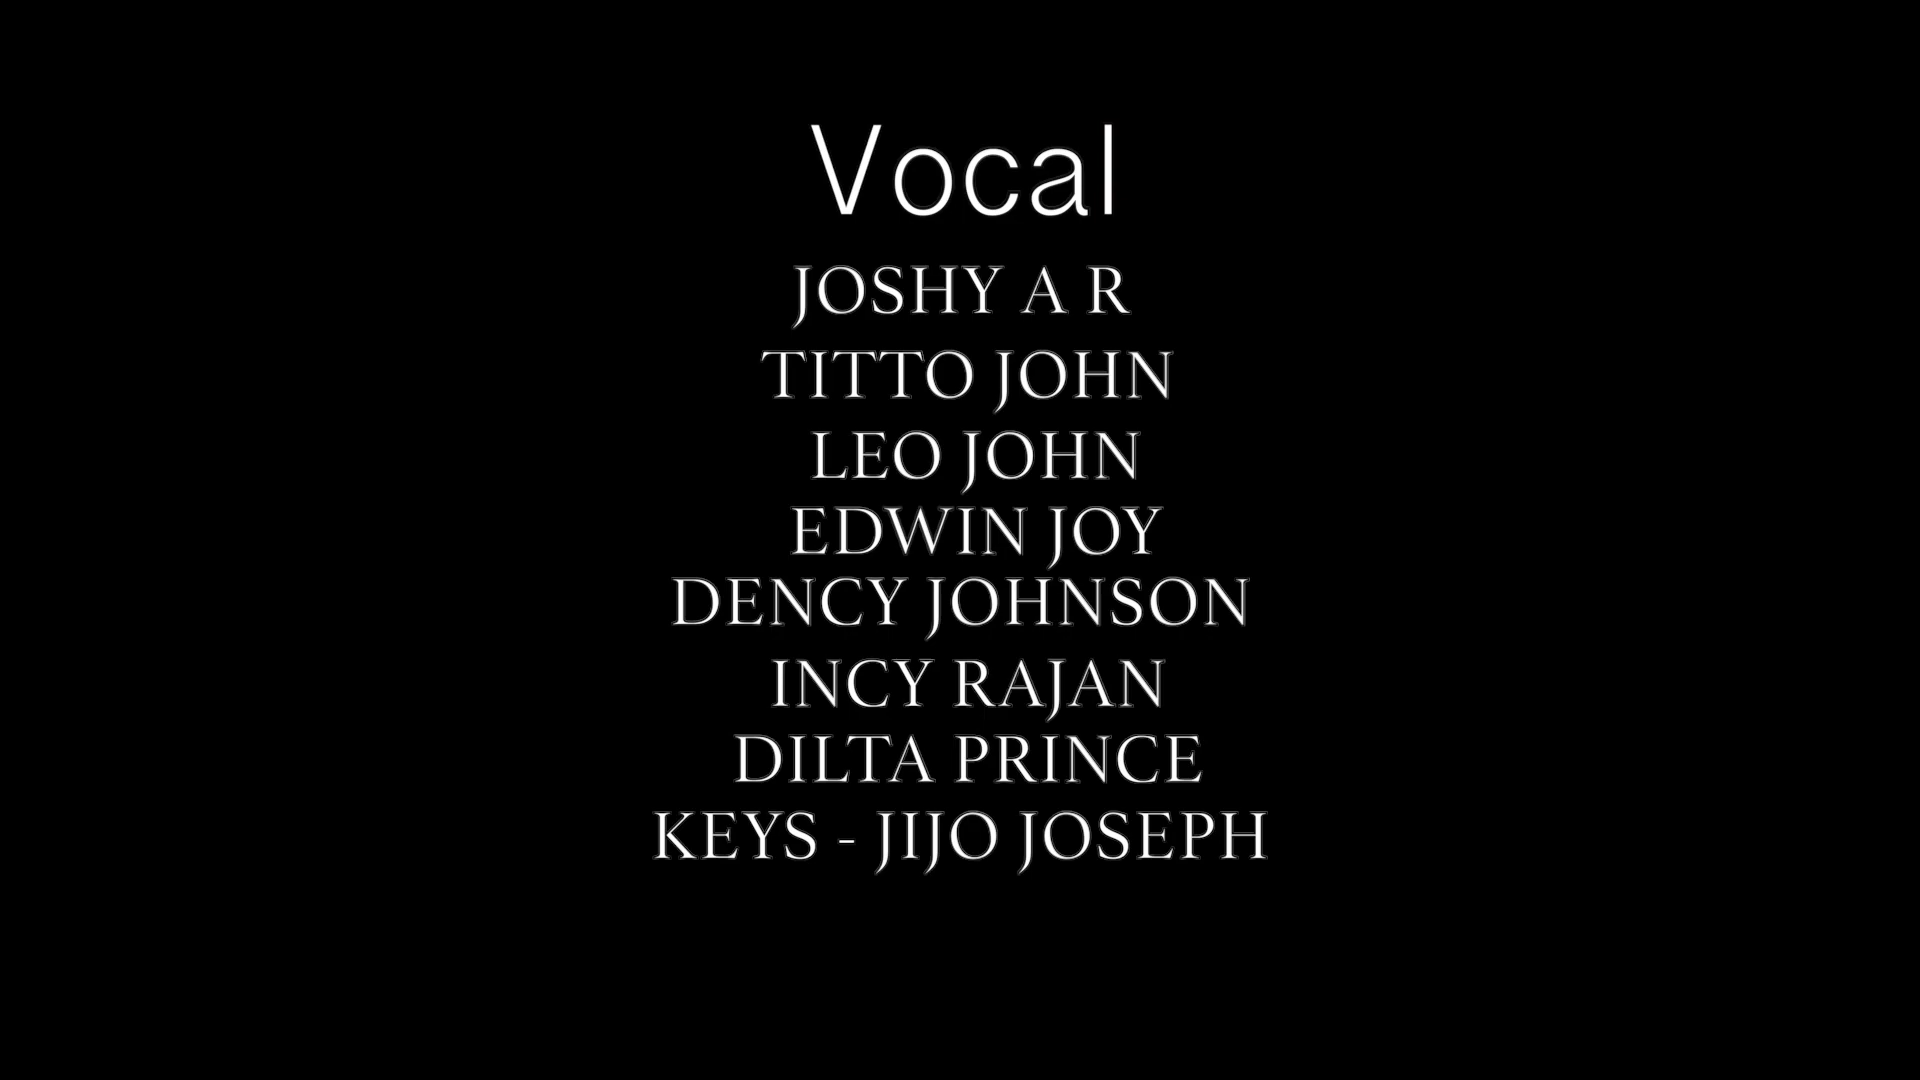 Vocal
JOSHY A R
TITTO JOHN
LEO JOHN
EDWIN JOY
DENCY JOHNSON
INCY RAJAN
DILTA PRINCE
KEYS - JIJO JOSEPH